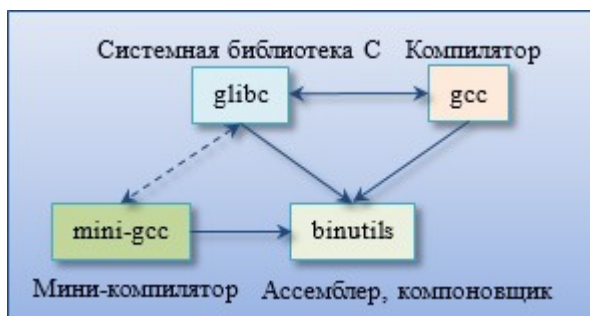 Системная библиотека C Компилятор
glibc gcc
mini-gcc binutils
Мини-компилятор Ассемблер, компоновщик